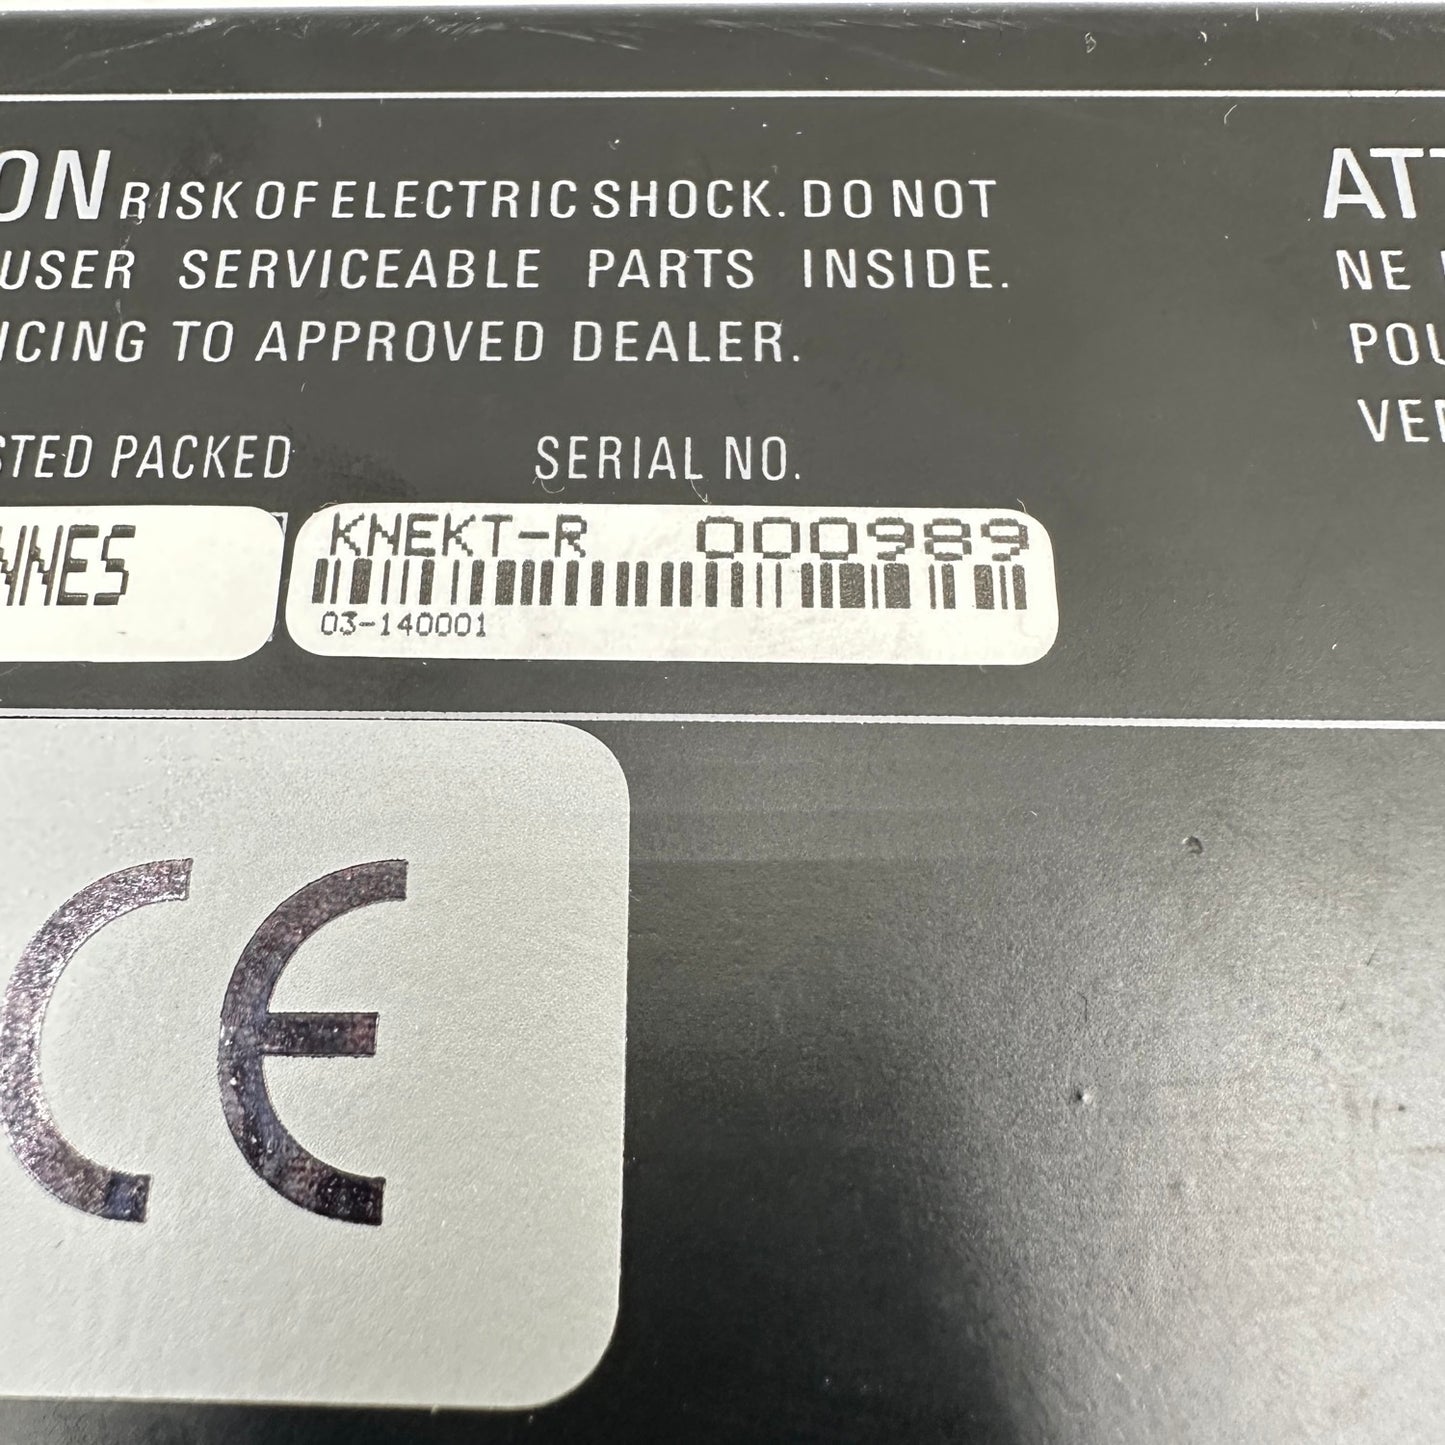 ON RISK OF ELECTRIC SHOCK. DO NOT
USER SERVICEABLE PARTS INSIDE.
ICING TO APPROVED DEALER.
ATT
NE
POU
VEN
STED PACKED
SERIAL NO.
NNES
KNEKT-R 000989
03-140001
CE